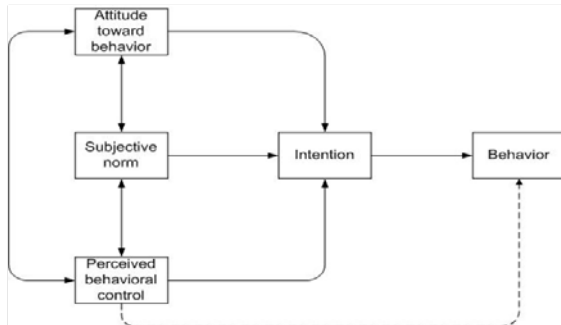 Attitude
toward
behavior
Subjective
norm
Intention
Behavior
Perceived
behavioral
control